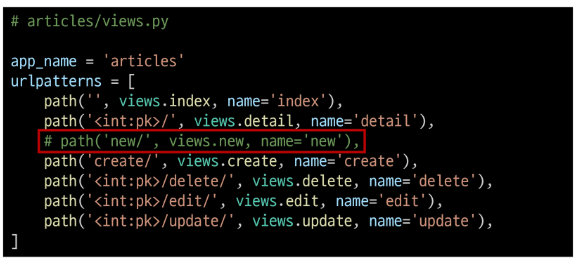 # articles/views.py
app_name = 'articles'
urlpatterns = [
path('', views.index, name='index'),
path('<int:pk>/', views.detail, name='detail'),
# path('new/', views.new, name='new'),
path('create/', views.create, name='create'),
path('<int:pk>/delete/', views.delete, name='delete'),
path('<int:pk>/edit/', views.edit, name='edit'),
path('<int:pk>/update/', views.update, name='update'),
]